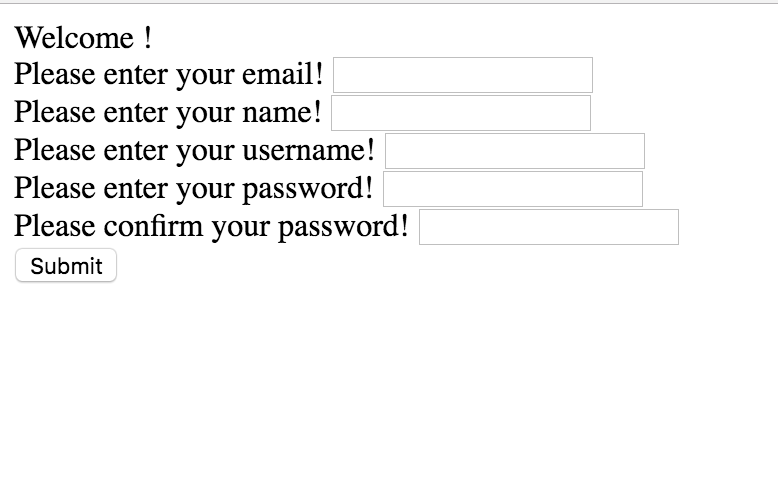 Welcome !
Please enter your email!
Please enter your name!
Please enter your username!
Please enter your password!
Please confirm your password!
Submit